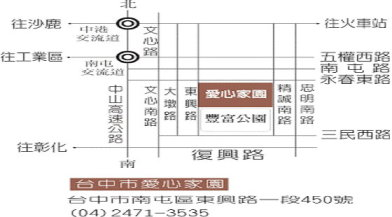 北
往沙鹿
中港
交流道
文心路
往火車站
往工業區
南屯
交流道
五權西路
南屯路
永春東路
中山高速公路
文心南路
大墩路
東興路
愛心家園
豐富公園
精誠南路
忠明南路
三民西路
往彰化
南
復興路
台中市愛心家園
台中市南屯區東興路一段450號
(04) 2471-3535